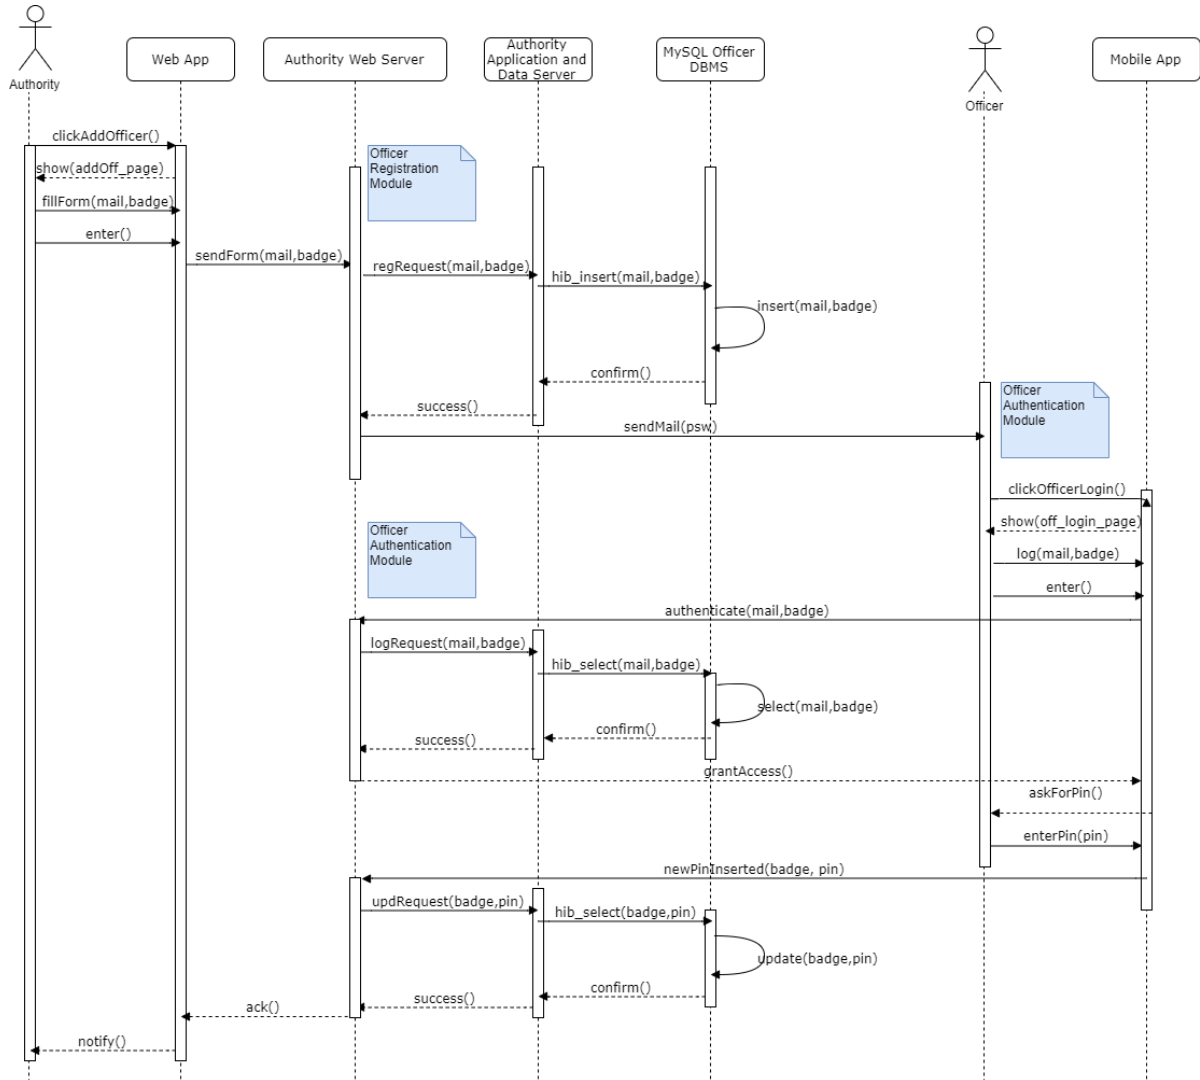 Authority
Web App
Authority Web Server
Authority
Application and
Data Server
MySQL Officer
DBMS
Officer
Mobile App
clickAddOfficer()
show(addOff_page)
fillForm(mail,badge)
enter()
sendForm(mail,badge)
Officer
Registration
Module
regRequest(mail,badge)
hib_insert(mail,badge)
insert(mail,badge)
confirm()
success()
sendMail(psw)
Officer
Authentication
Module
clickOfficerLogin()
show(off_login_page)
log(mail,badge)
enter()
Officer
Authentication
Module
authenticate(mail,badge)
logRequest(mail,badge)
hib_select(mail,badge)
select(mail,badge)
confirm()
success()
grantAccess()
askForPin()
enterPin(pin)
newPinInserted(badge, pin)
updRequest(badge,pin)
hib_select(badge,pin)
update(badge,pin)
confirm()
success()
ack()
notify()